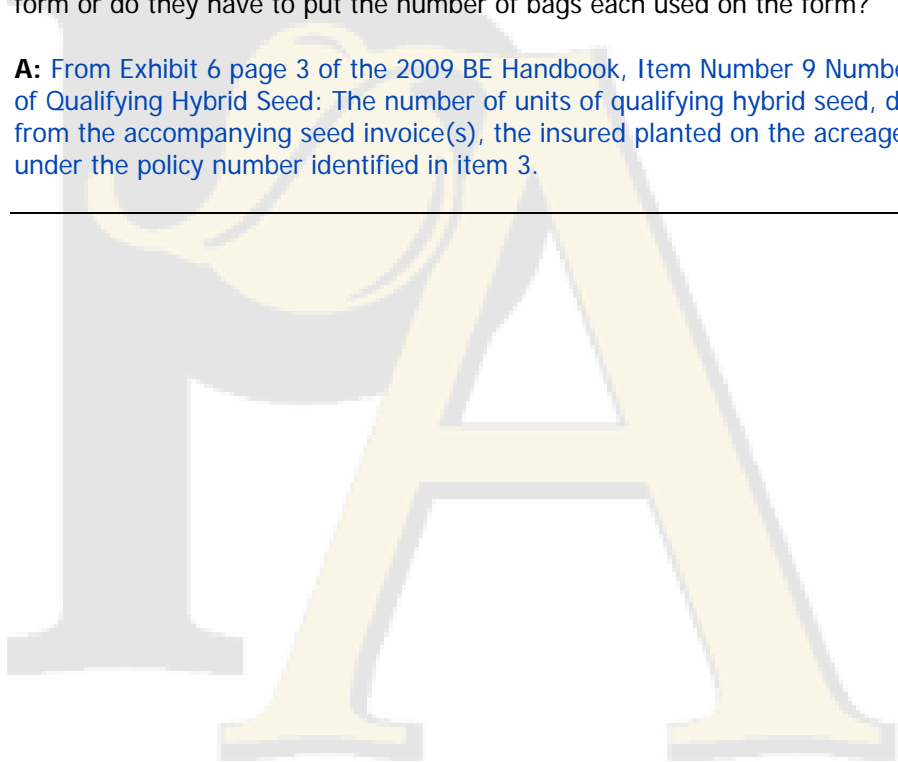 form or do they have to put the number of bags each used on the form?
A: From Exhibit 6 page 3 of the 2009 BE Handbook, Item Number 9
of Qualifying Hybrid Seed: The number of units of qualifying hybrid seed,
from the accompanying seed invoice(s), the insured planted on the acreage
under the policy number identified in item 3.
PA